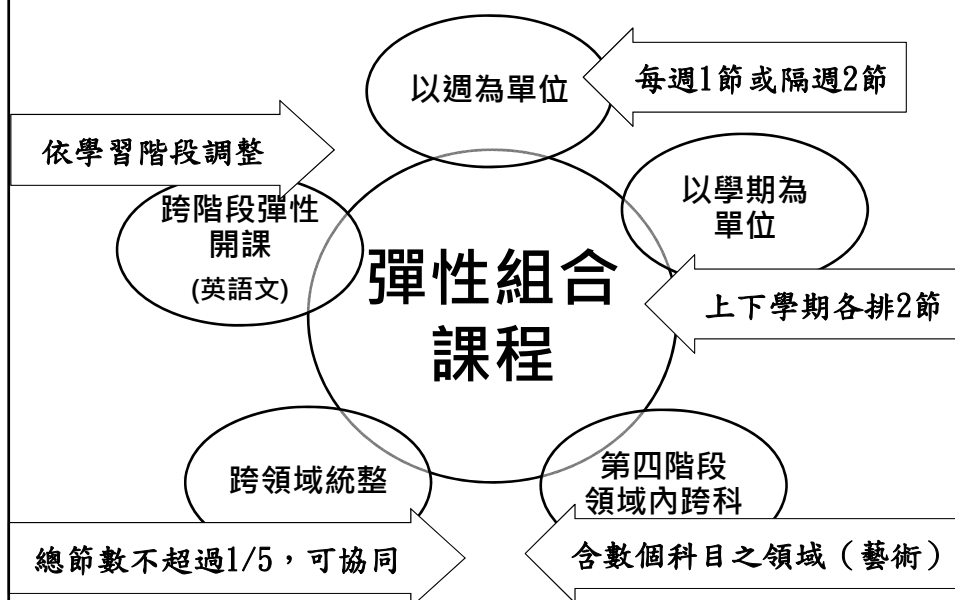 以週為單位
每週1節或隔週2節
依學習階段調整
跨階段彈性
開課
(英語文)
以學期為
單位
彈性組合
課程
上下學期各排2節
跨領域統整
第四階段
領域內跨科
總節數不超過1/5，可協同
含數個科目之領域（藝術）